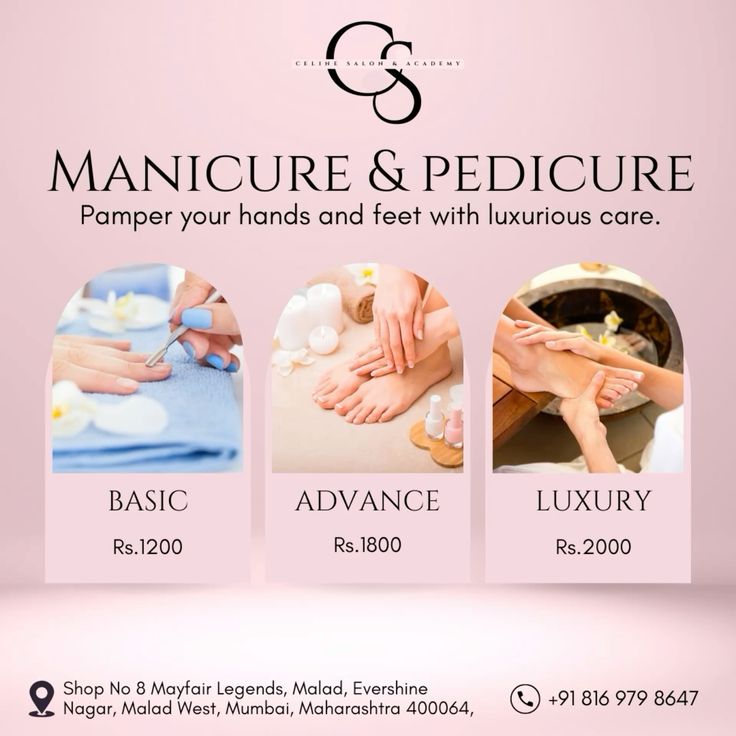 CS
CELINE SALON & ACADEMY
MANICURE & PEDICURE
Pamper your hands and feet with luxurious care.
BASIC
Rs.1200
ADVANCE
Rs.1800
LUXURY
Rs.2000
Shop No 8 Mayfair Legends, Malad, Evershine
Nagar, Malad West, Mumbai, Maharashtra 400064,
+91 816 979 8647